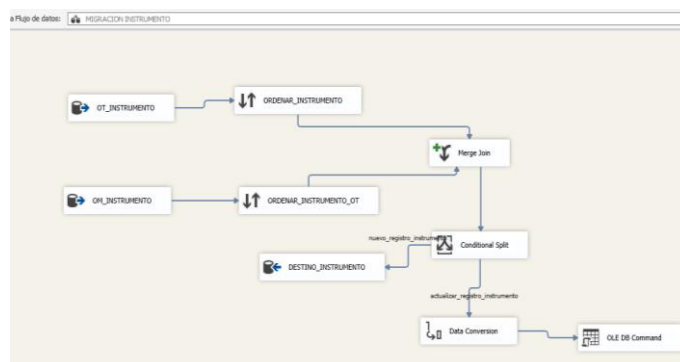 a Flujo de datos: MIGRACION INSTRUMENTO
OT_INSTRUMENTO
ORDENAR_INSTRUMENTO
Merge Join
OM_INSTRUMENTO
ORDENAR_INSTRUMENTO_OT
nuevo_registro_instrumento
Conditional Split
DESTINO_INSTRUMENTO
actualizar_registro_instrumento
Data Conversion
OLE DB Command